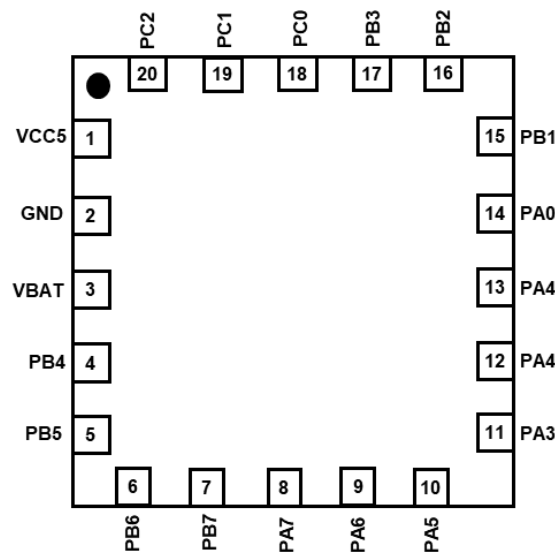 PC2 PC1 PC0 PB3 PB2
20 19 18 17 16
VCC5 1 15 PB1
GND 2 14 PA0
VBAT 3 13 PA4
PB4 4 12 PA4
PB5 5 11 PA3
6 7 8 9 10
PB6 PB7 PA7 PA6 PA5